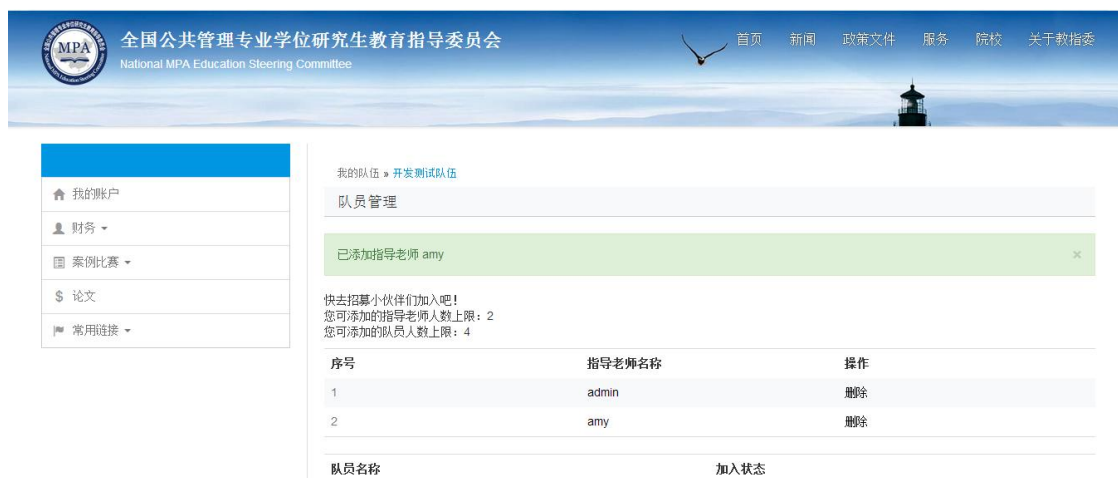 MPA
全国公共管理专业学位研究生教育指导委员会
National MPA Education Steering Committee
首页 新闻 政策文件 服务 院校 关于教指委
我的账户
财务
案例比赛
$ 论文
常用链接
我的队伍 » 开发测试队伍
队员管理
已添加指导老师 amy ×
快去招募小伙伴们加入吧！
您可添加的指导老师人数上限：2
您可添加的队员人数上限：4
序号 指导老师名称 操作
1 admin 删除
2 amy 删除
队员名称 加入状态